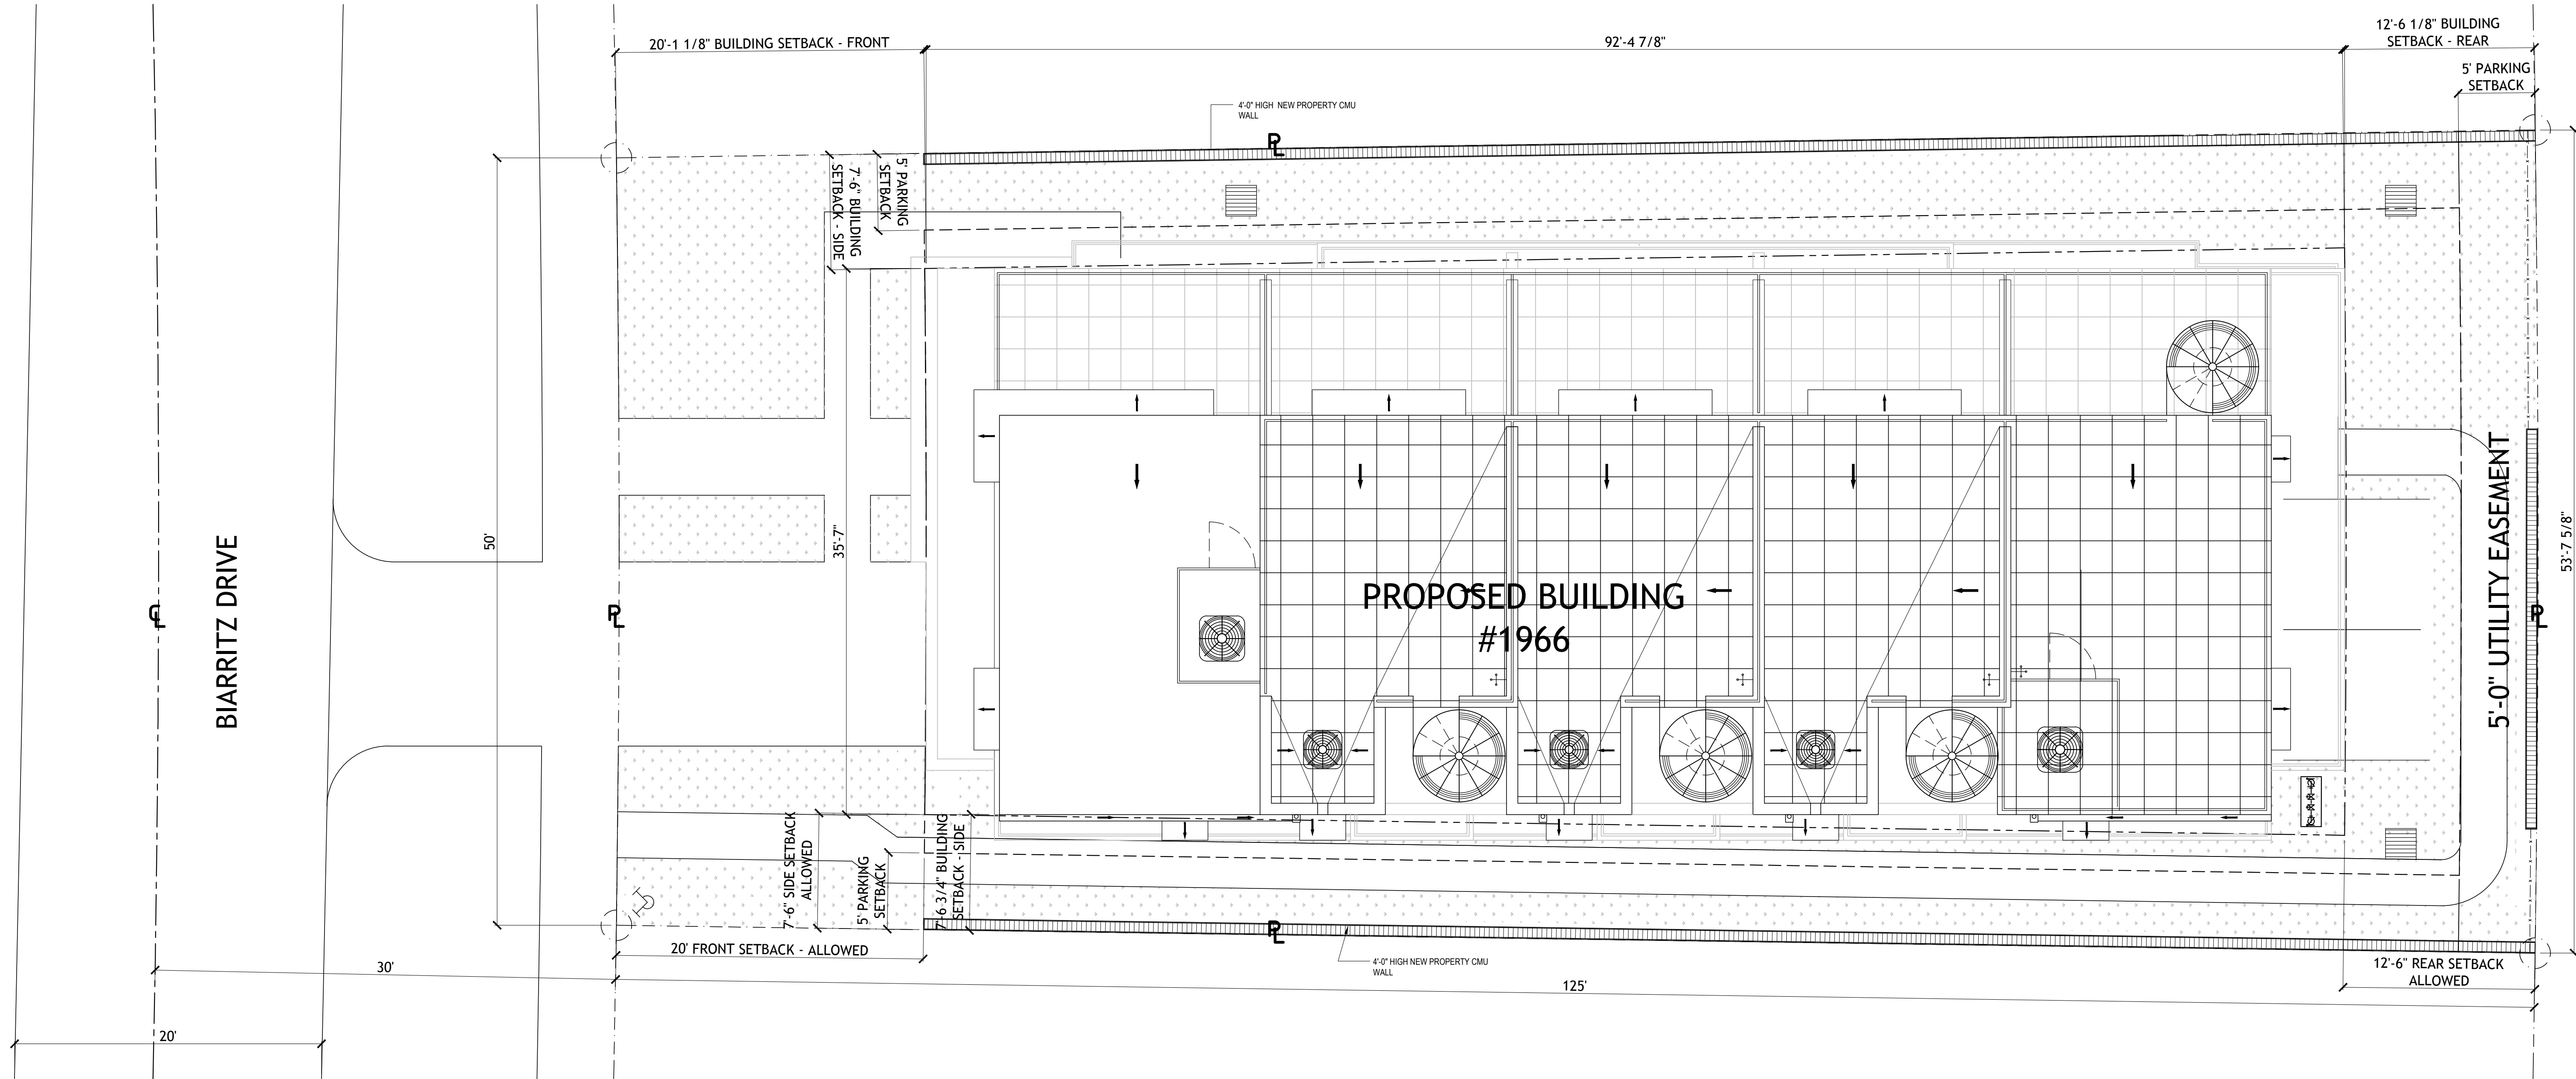 20'-1 1/8" BUILDING SETBACK - FRONT
92'-4 7/8"
12'-6 1/8" BUILDING
SETBACK - REAR
5' PARKING
SETBACK
4'-0" HIGH NEW PROPERTY CMU
WALL
PL
5' PARKING
SETBACK
7'-6" BUILDING
SETBACK - SIDE
50'
35'-7"
BIARRITZ DRIVE
CL
PL
PROPOSED BUILDING
#1966
5'-0" UTILITY EASEMENT
53'-7 5/8"
PL
7'-6" SIDE SETBACK
ALLOWED
5' PARKING
SETBACK
7'-6 3/4" BUILDING
SETBACK - SIDE
PL
20' FRONT SETBACK - ALLOWED
4'-0" HIGH NEW PROPERTY CMU
WALL
12'-6" REAR SETBACK
ALLOWED
30'
125'
20'